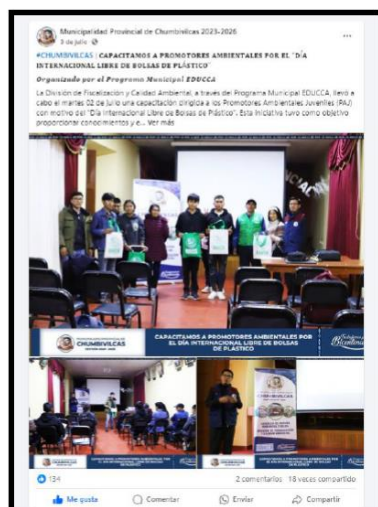 Municipalidad Provincial de Chumbivilcas 2023-2026
3 de julio
#CHUMBIVILCAS | CAPACITAMOS A PROMOTORES AMBIENTALES POR EL "DÍA
INTERNACIONAL LIBRE DE BOLSAS DE PLÁSTICO"
Organizado por el Programa Municipal EDUCCA
La División de Fiscalización y Calidad Ambiental, a través del Programa Municipal EDUCCA, llevó a
cabo el martes 02 de julio una capacitación dirigida a los Promotores Ambientales Juveniles (PAJ)
con motivo del "Día Internacional Libre de Bolsas de Plástico". Esta iniciativa tuvo como objetivo
proporcionar conocimientos y e... Ver más
CHUMBIVILCAS
CAPACITAMOS A PROMOTORES AMBIENTALES POR
EL DÍA INTERNACIONAL LIBRE DE BOLSAS
DE PLÁSTICO
Bicentenario
CHUMBIVILCAS
134
2 comentarios 18 veces compartido
Me gusta
Comentar
Enviar
Compartir